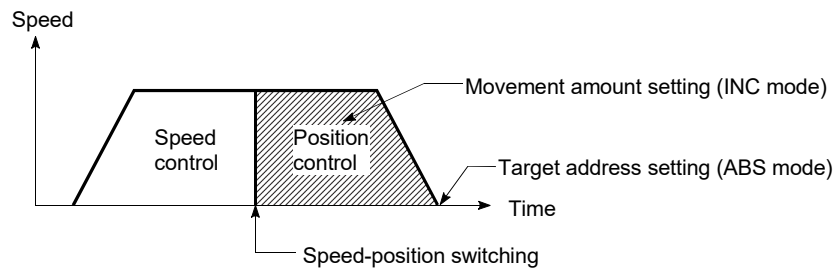 Speed
Movement amount setting (INC mode)
Speed
control
Position
control
Target address setting (ABS mode)
Time
Speed-position switching